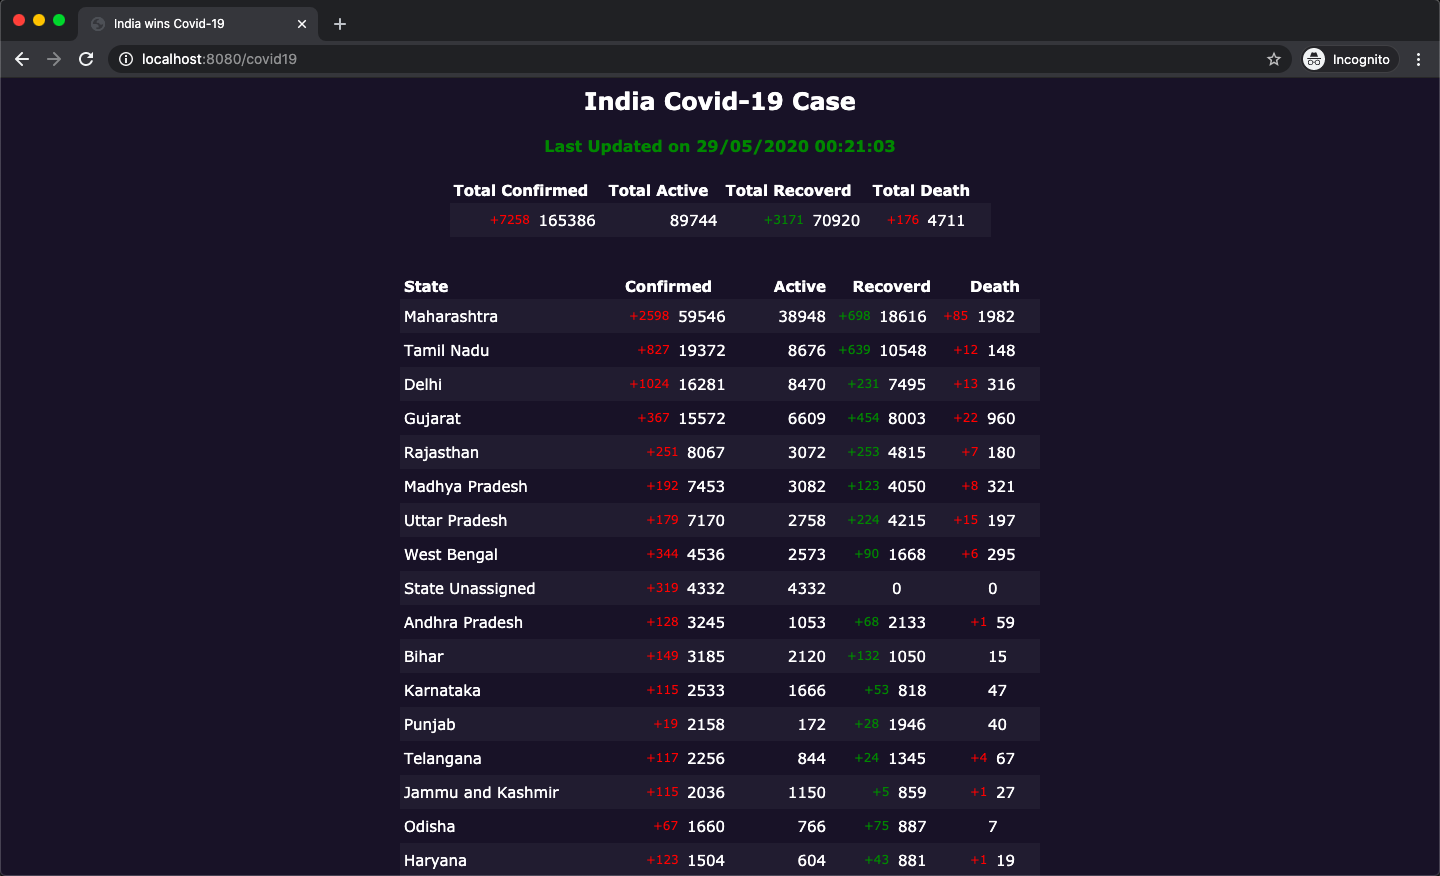 India wins Covid-19
localhost:8080/covid19
Incognito
India Covid-19 Case
Last Updated on 29/05/2020 00:21:03
Total Confirmed Total Active Total Recoverd Total Death
+7258 165386 89744 +3171 70920 +176 4711
State Confirmed Active Recoverd Death
Maharashtra +2598 59546 38948 +698 18616 +85 1982
Tamil Nadu +827 19372 8676 +639 10548 +12 148
Delhi +1024 16281 8470 +231 7495 +13 316
Gujarat +367 15572 6609 +454 8003 +22 960
Rajasthan +251 8067 3072 +253 4815 +7 180
Madhya Pradesh +192 7453 3082 +123 4050 +8 321
Uttar Pradesh +179 7170 2758 +224 4215 +15 197
West Bengal +344 4536 2573 +90 1668 +6 295
State Unassigned +319 4332 4332 0 0
Andhra Pradesh +128 3245 1053 +68 2133 +1 59
Bihar +149 3185 2120 +132 1050 15
Karnataka +115 2533 1666 +53 818 47
Punjab +19 2158 172 +28 1946 40
Telangana +117 2256 844 +24 1345 +4 67
Jammu and Kashmir +115 2036 1150 +5 859 +1 27
Odisha +67 1660 766 +75 887 7
Haryana +123 1504 604 +43 881 +1 19